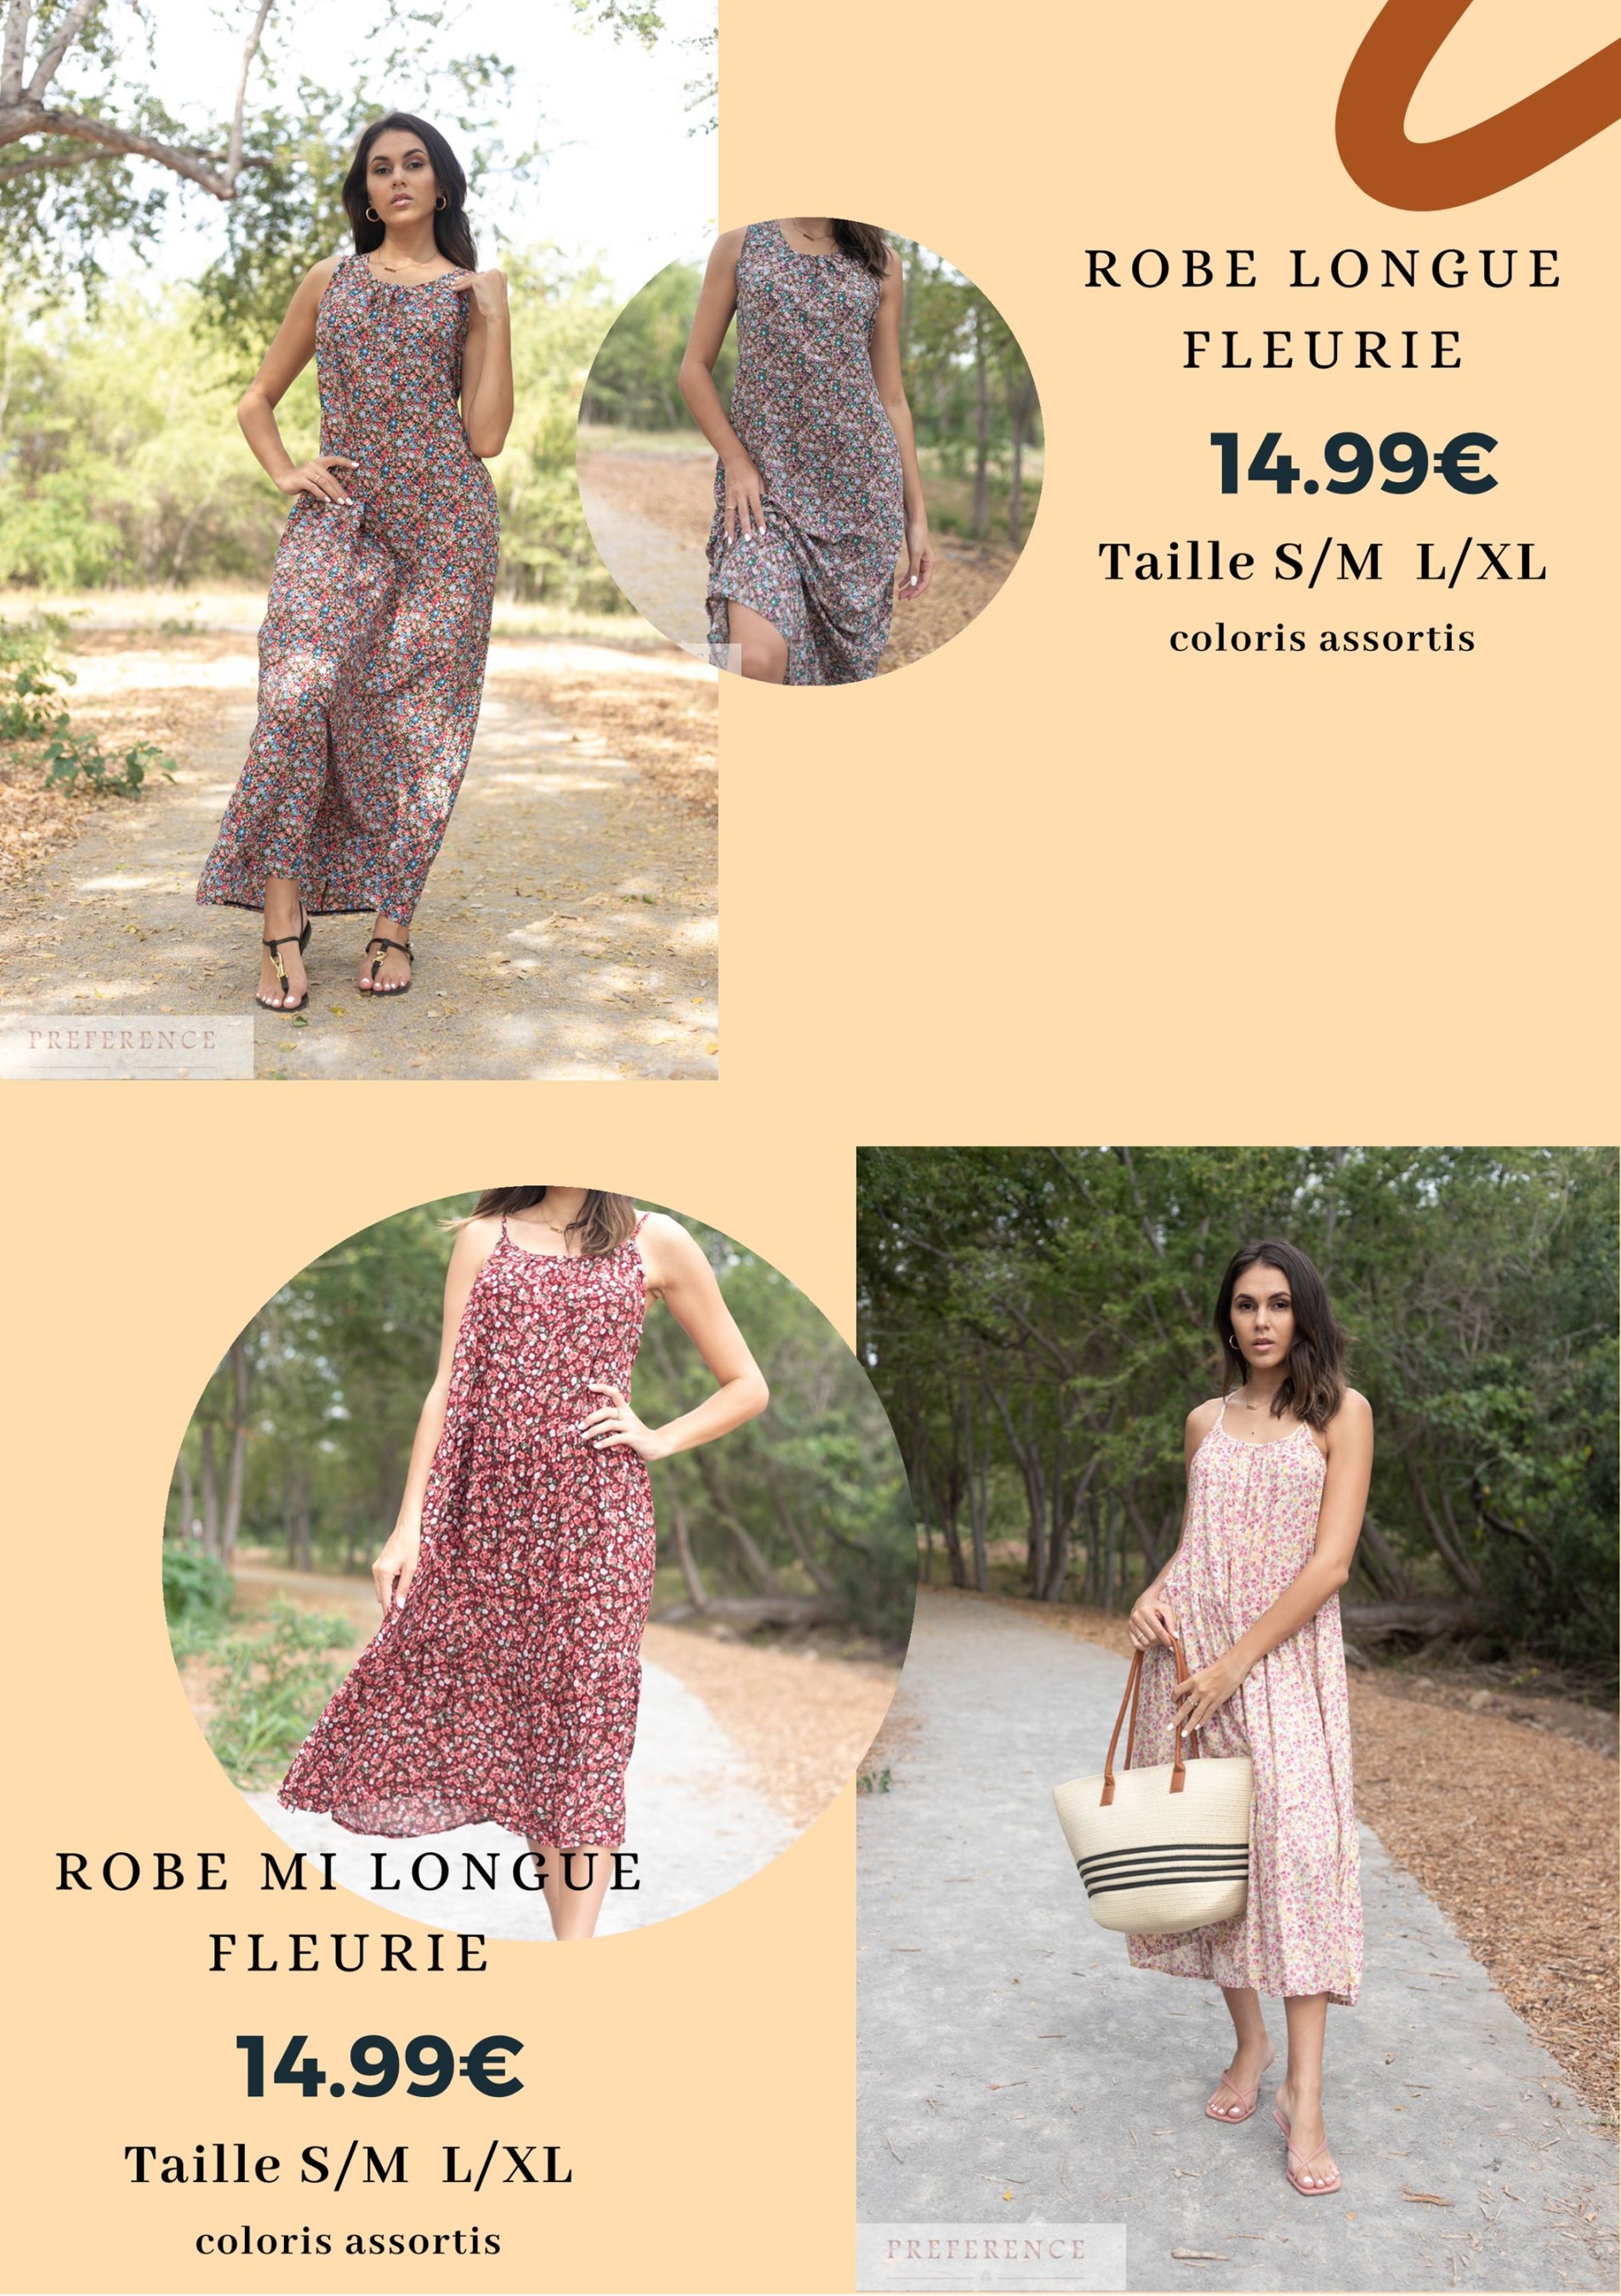 ROBE LONGUE
FLEURIE
14.99€
Taille S/M L/XL
coloris assortis
PREFERENCE
ROBE MI LONGUE
FLEURIE
14.99€
Taille S/M L/XL
coloris assortis
PREFERENCE